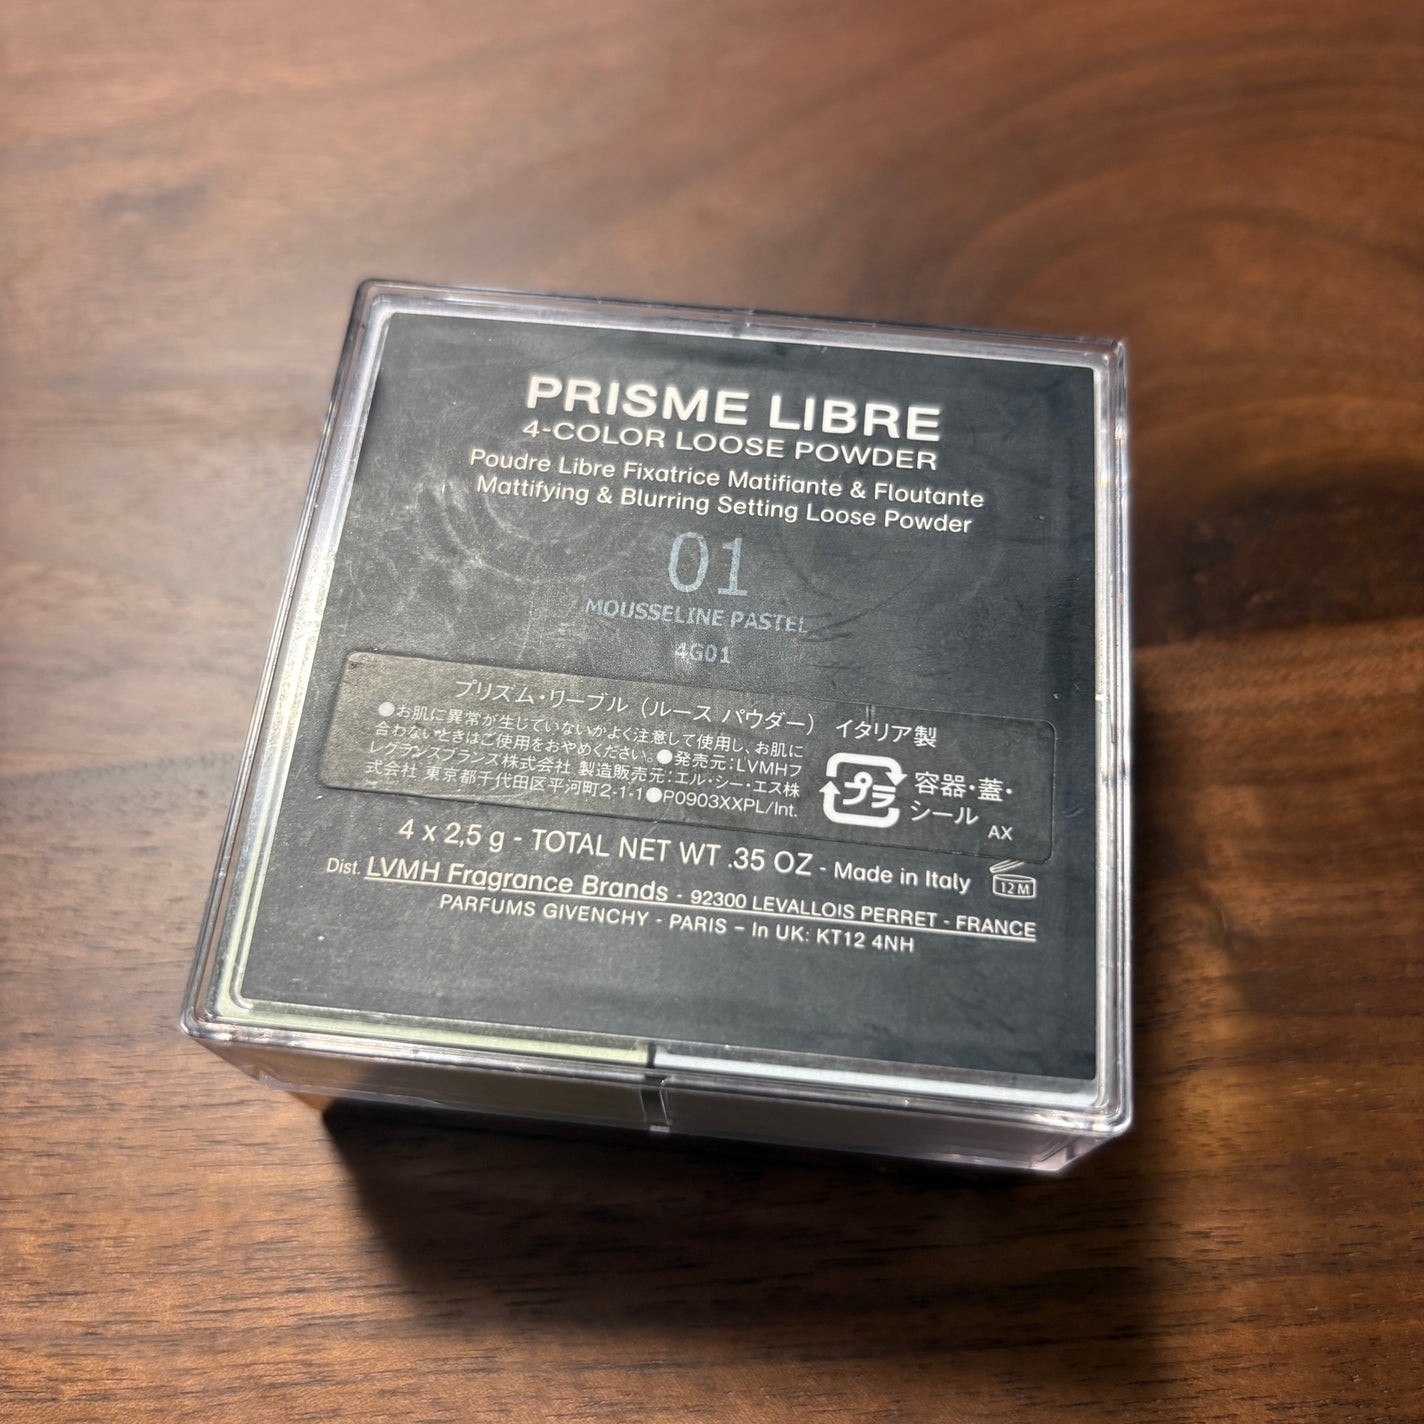 PRISME LIBRE
4-COLOR LOOSE POWDER
Poudre Libre Fixatrice Matifiante & Floutante
Mattifying & Blurring Setting Loose Powder
01
MOUSSELINE PASTEL
4G01
プリズム・リーブル（ルース パウダー） イタリア製
●お肌に異常が生じていないかよく注意して使用し、お肌に
合わないときはご使用をおやめください。●発売元：LVMHフ
レグランスブランズ株式会社 製造販売元：エル・シー・エス株
式会社 東京都千代田区平河町2-1-1●P0903XXPL/Int.
プラ
容器・蓋・
シール AX
4 x 2,5 g - TOTAL NET WT .35 OZ - Made in Italy 12 M
Dist. LVMH Fragrance Brands - 92300 LEVALLOIS PERRET - FRANCE
PARFUMS GIVENCHY - PARIS – In UK: KT12 4NH